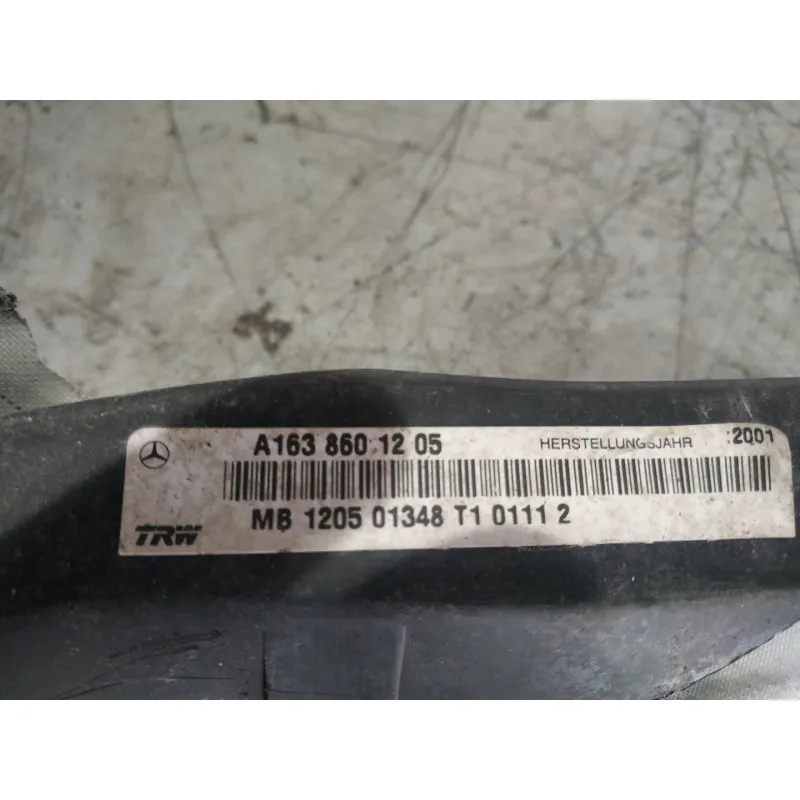 A163 860 12 05 HERSTELLUNGSJAHR :2001
MB 1205 01348 T1 0111 2
TRW